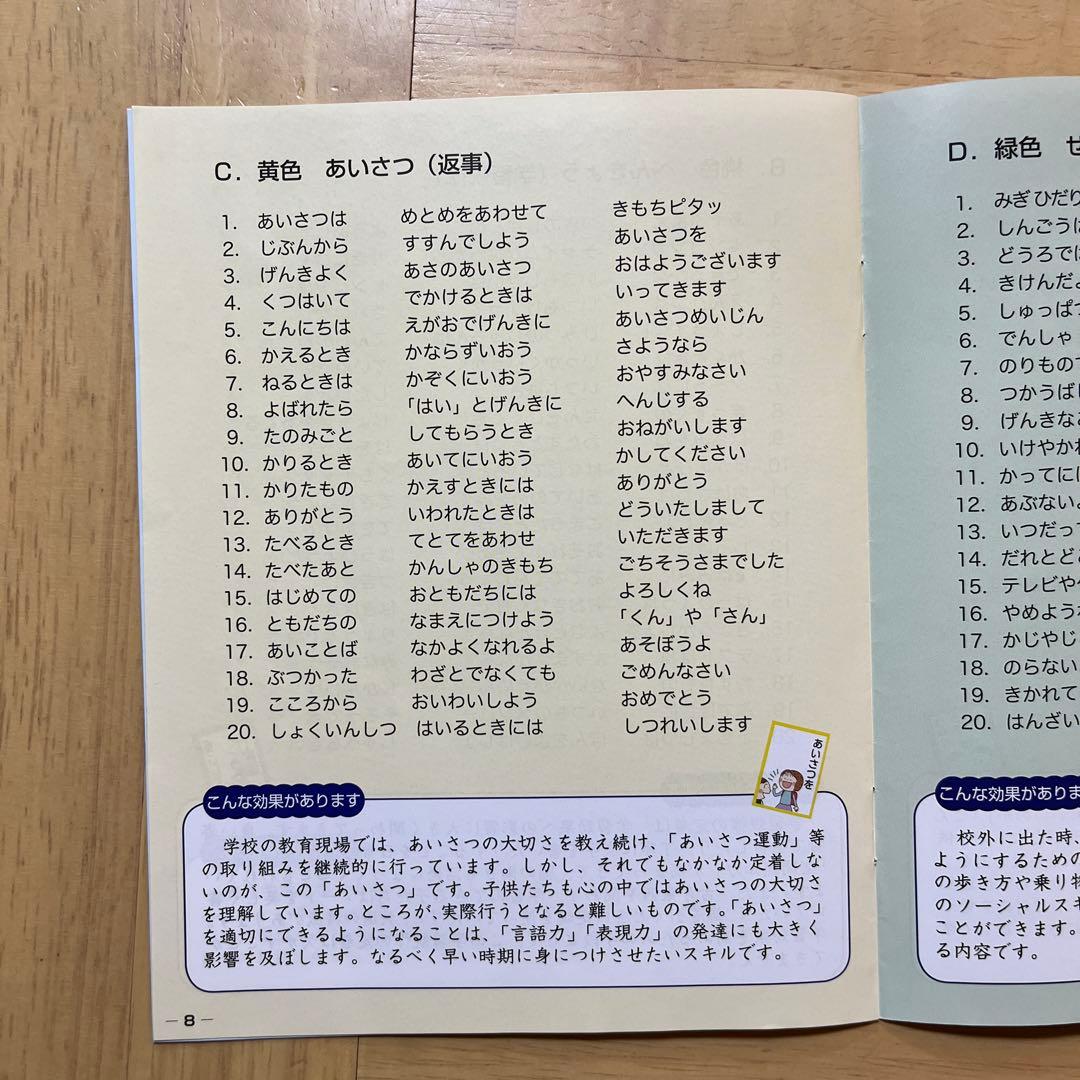 C. 黄色 あいさつ（返事）
1. あいさつは めとめをあわせて きもちピタッ
2. じぶんから すすんでしよう あいさつを
3. げんきよく あさのあいさつ おはようございます
4. くつはいて でかけるときは いってきます
5. こんにちは えがおでげんきに あいさつめいじん
6. かえるとき かならずいおう さようなら
7. ねるときは かぞくにいおう おやすみなさい
8. よばれたら 「はい」とげんきに へんじする
9. たのみごと してもらうとき おねがいします
10. かりるとき あいてにいおう かしてください
11. かりたもの かえすときには ありがとう
12. ありがとう いわれたときは どういたしまして
13. たべるとき てとてをあわせ いただきます
14. たべたあと かんしゃのきもち ごちそうさまでした
15. はじめての おともだちには よろしくね
16. ともだちの なまえにつけよう 「くん」や「さん」
17. あいことば なかよくなれるよ あそぼうよ
18. ぶつかった わざとでなくても ごめんなさい
19. こころから おいわいしよう おめでとう
20. しょくいんしつ はいるときには しつれいします
あいさつを
こんな効果があります
学校の教育現場では、あいさつの大切さを教え続け、「あいさつ運動」等
の取り組みを継続的に行っています。しかし、それでもなかなか定着しな
いのが、この「あいさつ」です。子供たちも心の中ではあいさつの大切さ
を理解しています。ところが、実際行うとなると難しいものです。「あいさつ」
を適切にできるようになることは、「言語力」「表現力」の発達にも大きく
影響を及ぼします。なるべく早い時期に身につけさせたいスキルです。
－8－
D. 緑色 せ
1. みぎひだり
2. しんごうは
3. どうろでは
4. きけんだよ
5. しゅっぱつ
6. でんしゃ
7. のりもので
8. つかうばし
9. げんきなこ
10. いけやかわ
11. かってには
12. あぶないよ
13. いつだって
14. だれとどこ
15. テレビやゲ
16. やめようね
17. かじやじし
18. のらない
19. きかれて
20. はんざい
こんな効果がありま
校外に出た時、
ようにするための
の歩き方や乗り物
のソーシャルスキ
ことができます。
る内容です。